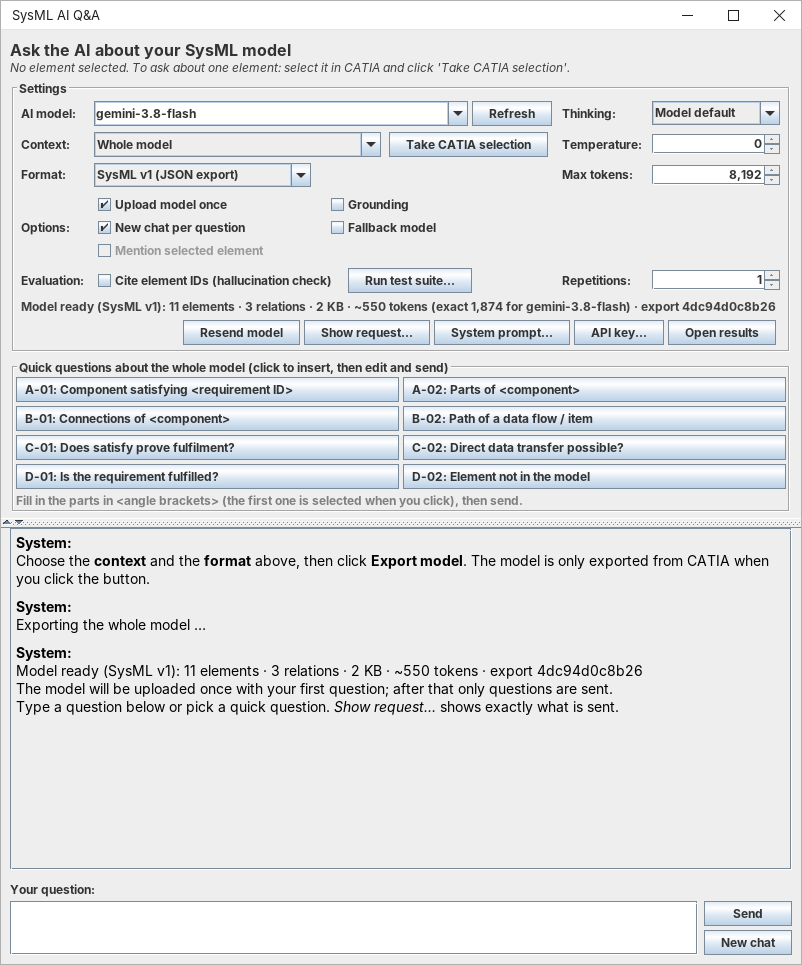 SysML AI Q&A
Ask the AI about your SysML model
No element selected. To ask about one element: select it in CATIA and click 'Take CATIA selection'.
Settings
AI model: gemini-3.8-flash Refresh Thinking: Model default
Context: Whole model Take CATIA selection Temperature: 0
Format: SysML v1 (JSON export) Max tokens: 8,192
Upload model once Grounding
Options: New chat per question Fallback model
Mention selected element
Evaluation: Cite element IDs (hallucination check) Run test suite... Repetitions: 1
Model ready (SysML v1): 11 elements · 3 relations · 2 KB · ~550 tokens (exact 1,874 for gemini-3.8-flash) · export 4dc94d0c8b26
Resend model Show request... System prompt... API key... Open results
Quick questions about the whole model (click to insert, then edit and send)
A-01: Component satisfying <requirement ID> A-02: Parts of <component>
B-01: Connections of <component> B-02: Path of a data flow / item
C-01: Does satisfy prove fulfilment? C-02: Direct data transfer possible?
D-01: Is the requirement fulfilled? D-02: Element not in the model
Fill in the parts in <angle brackets> (the first one is selected when you click), then send.
System:
Choose the context and the format above, then click Export model. The model is only exported from CATIA when
you click the button.
System:
Exporting the whole model ...
System:
Model ready (SysML v1): 11 elements · 3 relations · 2 KB · ~550 tokens · export 4dc94d0c8b26
The model will be uploaded once with your first question; after that only questions are sent.
Type a question below or pick a quick question. Show request... shows exactly what is sent.
Your question:
Send
New chat